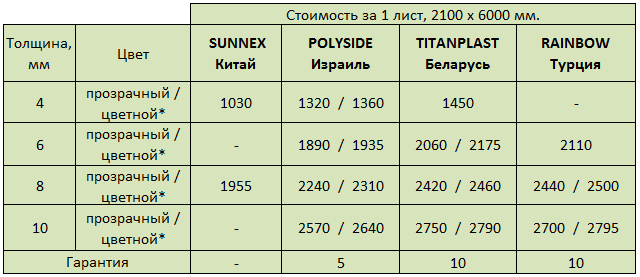 Стоимость за 1 лист, 2100 х 6000 мм.
Толщина, мм Цвет SUNNEX Китай POLYSIDE Израиль TITANPLAST Беларусь RAINBOW Турция
4 прозрачный / цветной* 1030 1320 / 1360 1450 -
6 прозрачный / цветной* - 1890 / 1935 2060 / 2175 2110
8 прозрачный / цветной* 1955 2240 / 2310 2420 / 2460 2440 / 2500
10 прозрачный / цветной* - 2570 / 2640 2750 / 2790 2700 / 2795
Гарантия - 5 10 10